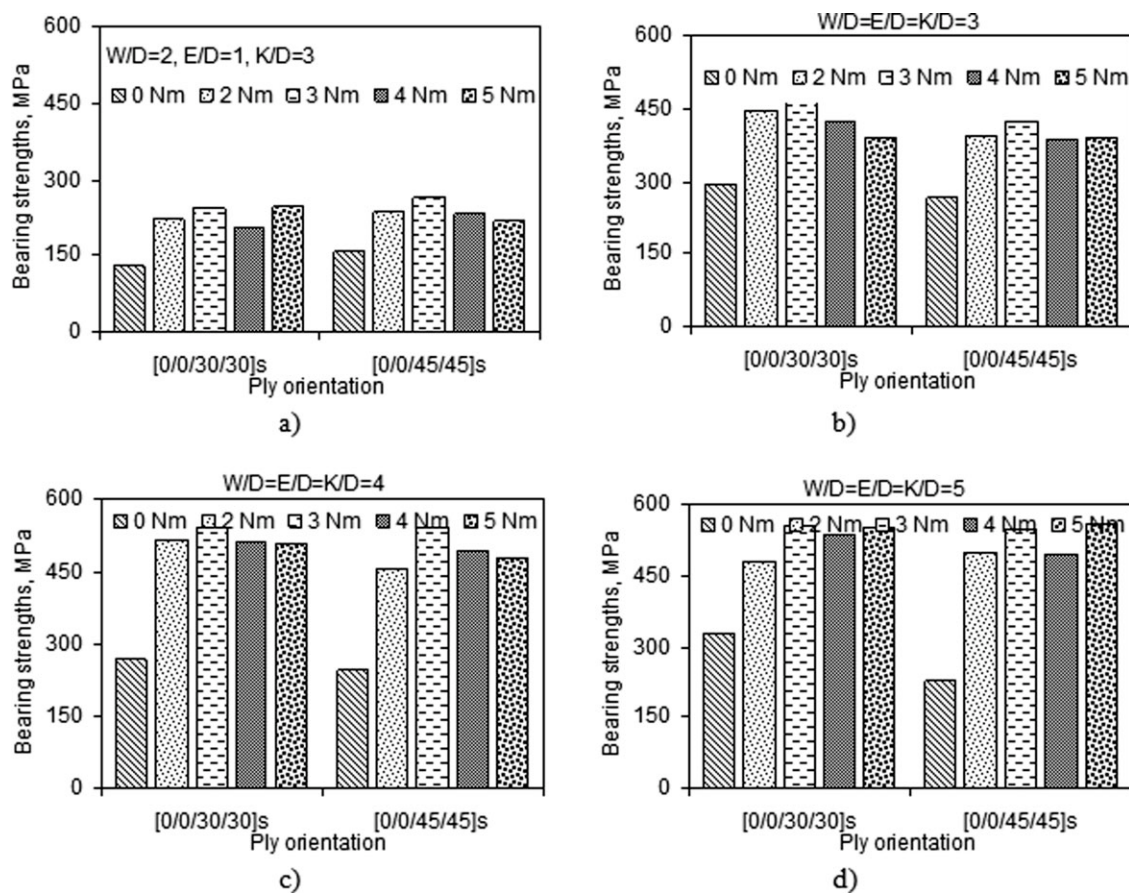 W/D=2, E/D=1, K/D=3
0 Nm 2 Nm 3 Nm 4 Nm 5 Nm
Bearing strengths, MPa
600
450
300
150
0
[0/0/30/30]s [0/0/45/45]s
Ply orientation
a)
W/D=E/D=K/D=3
0 Nm 2 Nm 3 Nm 4 Nm 5 Nm
Bearing strengths, MPa
600
450
300
150
0
[0/0/30/30]s [0/0/45/45]s
Ply orientation
b)
W/D=E/D=K/D=4
0 Nm 2 Nm 3 Nm 4 Nm 5 Nm
Bearing strengths, MPa
600
450
300
150
0
[0/0/30/30]s [0/0/45/45]s
Ply orientation
c)
W/D=E/D=K/D=5
0 Nm 2 Nm 3 Nm 4 Nm 5 Nm
Bearing strengths, MPa
600
450
300
150
0
[0/0/30/30]s [0/0/45/45]s
Ply orientation
d)